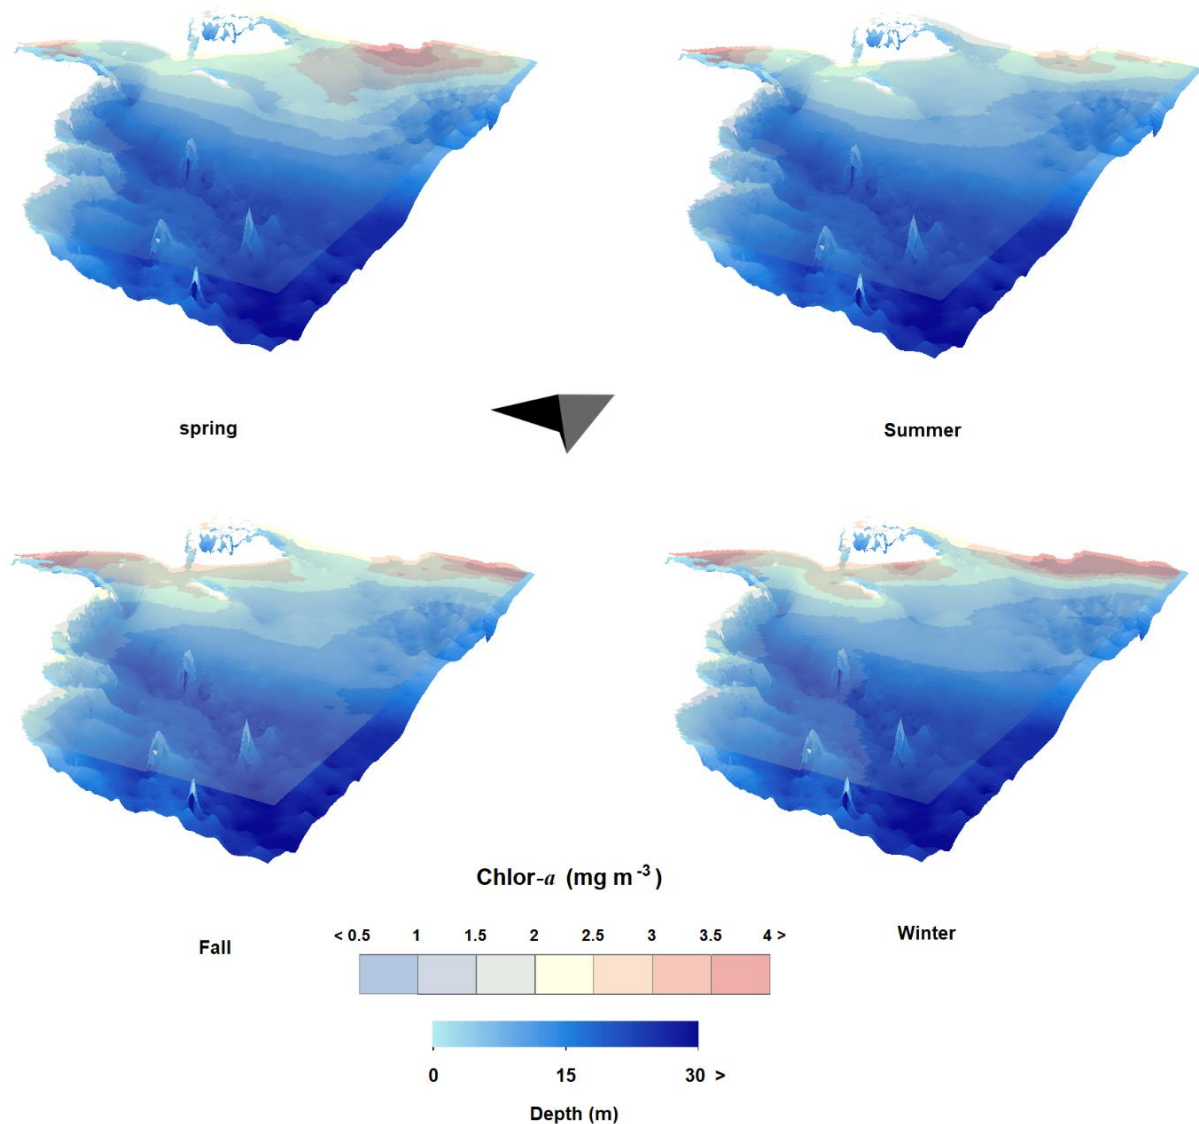 spring
Summer
Chlor-a (mg m-3)
Fall
Winter
< 0.5 1 1.5 2 2.5 3 3.5 4 >
0 15 30 >
Depth (m)